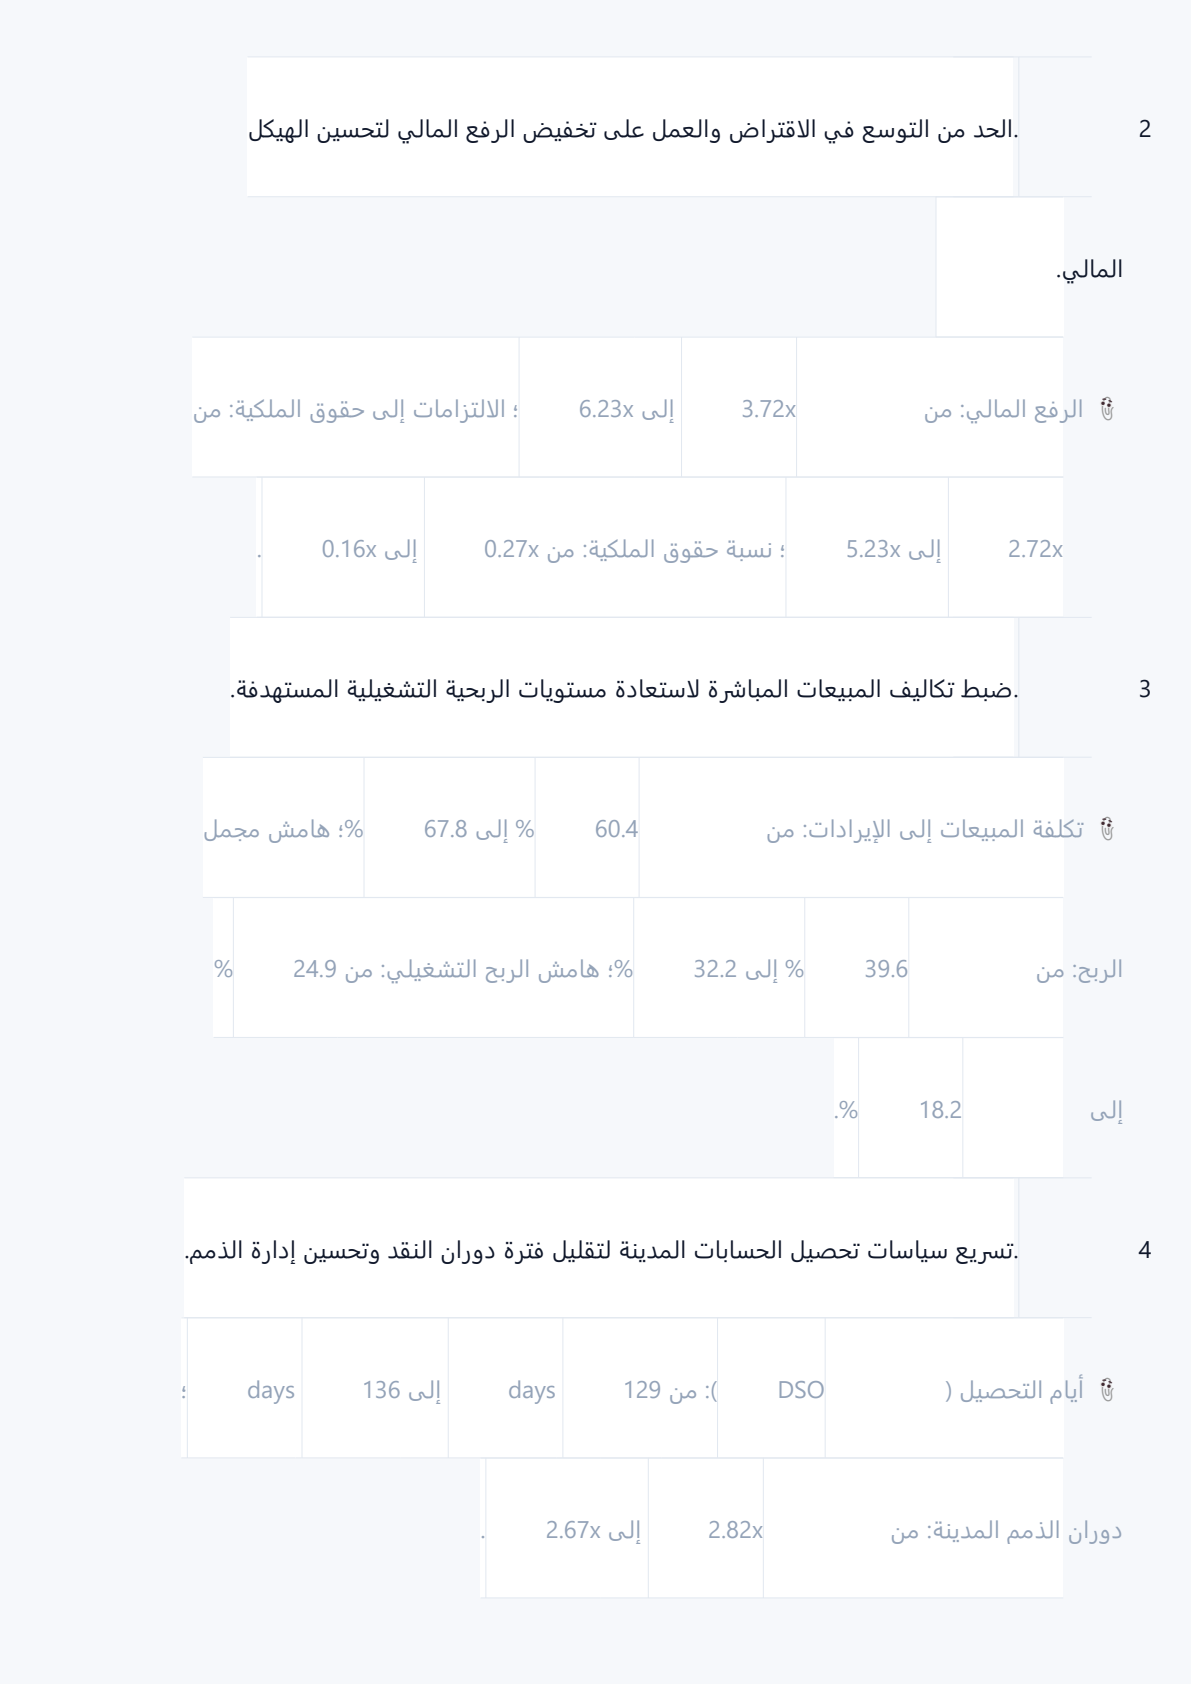 2.الحد من التوسع في الاقتراض والعمل على تخفيض الرفع المالي لتحسين الهيكل
المالي.
📎 الرفع المالي: من 3.72x إلى 6.23x؛ الالتزامات إلى حقوق الملكية: من
2.72x إلى 5.23x؛ نسبة حقوق الملكية: من 0.27x إلى 0.16x.
3.ضبط تكاليف المبيعات المباشرة لاستعادة مستويات الربحية التشغيلية المستهدفة.
📎 تكلفة المبيعات إلى الإيرادات: من 60.4% إلى 67.8%؛ هامش مجمل
الربح: من 39.6% إلى 32.2%؛ هامش الربح التشغيلي: من 24.9%
إلى 18.2%.
4.تسريع سياسات تحصيل الحسابات المدينة لتقليل فترة دوران النقد وتحسين إدارة الذمم.
📎 أيام التحصيل (DSO): من 129 days إلى 136 days؛
دوران الذمم المدينة: من 2.82x إلى 2.67x.